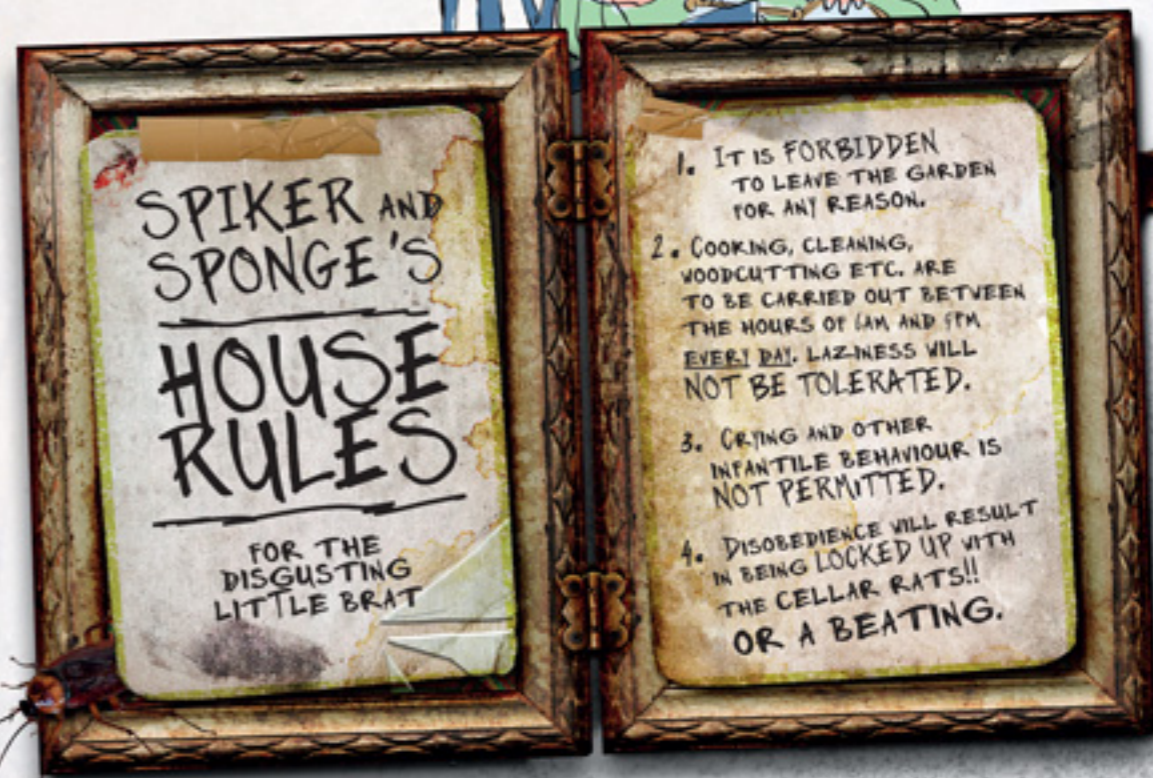 SPIKER AND
SPONGE'S
HOUSE
RULES
FOR THE
DISGUSTING
LITTLE BRAT
1. IT IS FORBIDDEN
TO LEAVE THE GARDEN
FOR ANY REASON.
2. COOKING, CLEANING,
WOODCUTTING ETC. ARE
TO BE CARRIED OUT BETWEEN
THE HOURS OF 6AM AND 9PM
EVERY DAY. LAZINESS WILL
NOT BE TOLERATED.
3. CRYING AND OTHER
INFANTILE BEHAVIOUR IS
NOT PERMITTED.
4. DISOBEDIENCE WILL RESULT
IN BEING LOCKED UP WITH
THE CELLAR RATS!!
OR A BEATING.